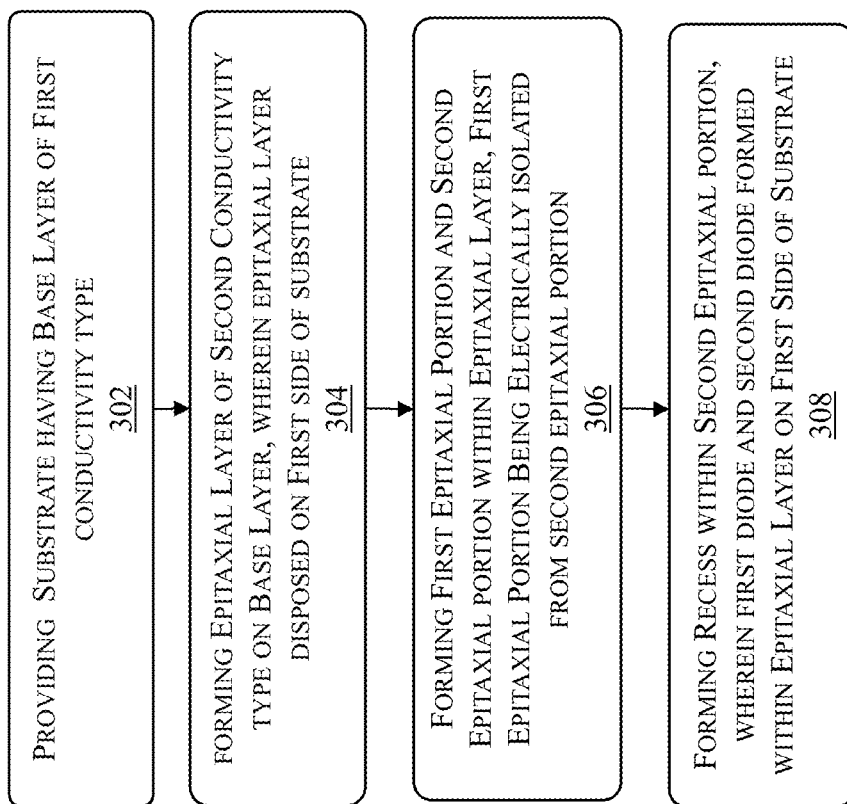 PROVIDING SUBSTRATE HAVING BASE LAYER OF FIRST
CONDUCTIVITY TYPE
302
FORMING EPITAXIAL LAYER OF SECOND CONDUCTIVITY
TYPE ON BASE LAYER, WHEREIN EPITAXIAL LAYER
DISPOSED ON FIRST SIDE OF SUBSTRATE
304
FORMING FIRST EPITAXIAL PORTION AND SECOND
EPITAXIAL PORTION WITHIN EPITAXIAL LAYER, FIRST
EPITAXIAL PORTION BEING ELECTRICALLY ISOLATED
FROM SECOND EPITAXIAL PORTION
306
FORMING RECESS WITHIN SECOND EPITAXIAL PORTION,
WHEREIN FIRST DIODE AND SECOND DIODE FORMED
WITHIN EPITAXIAL LAYER ON FIRST SIDE OF SUBSTRATE
308